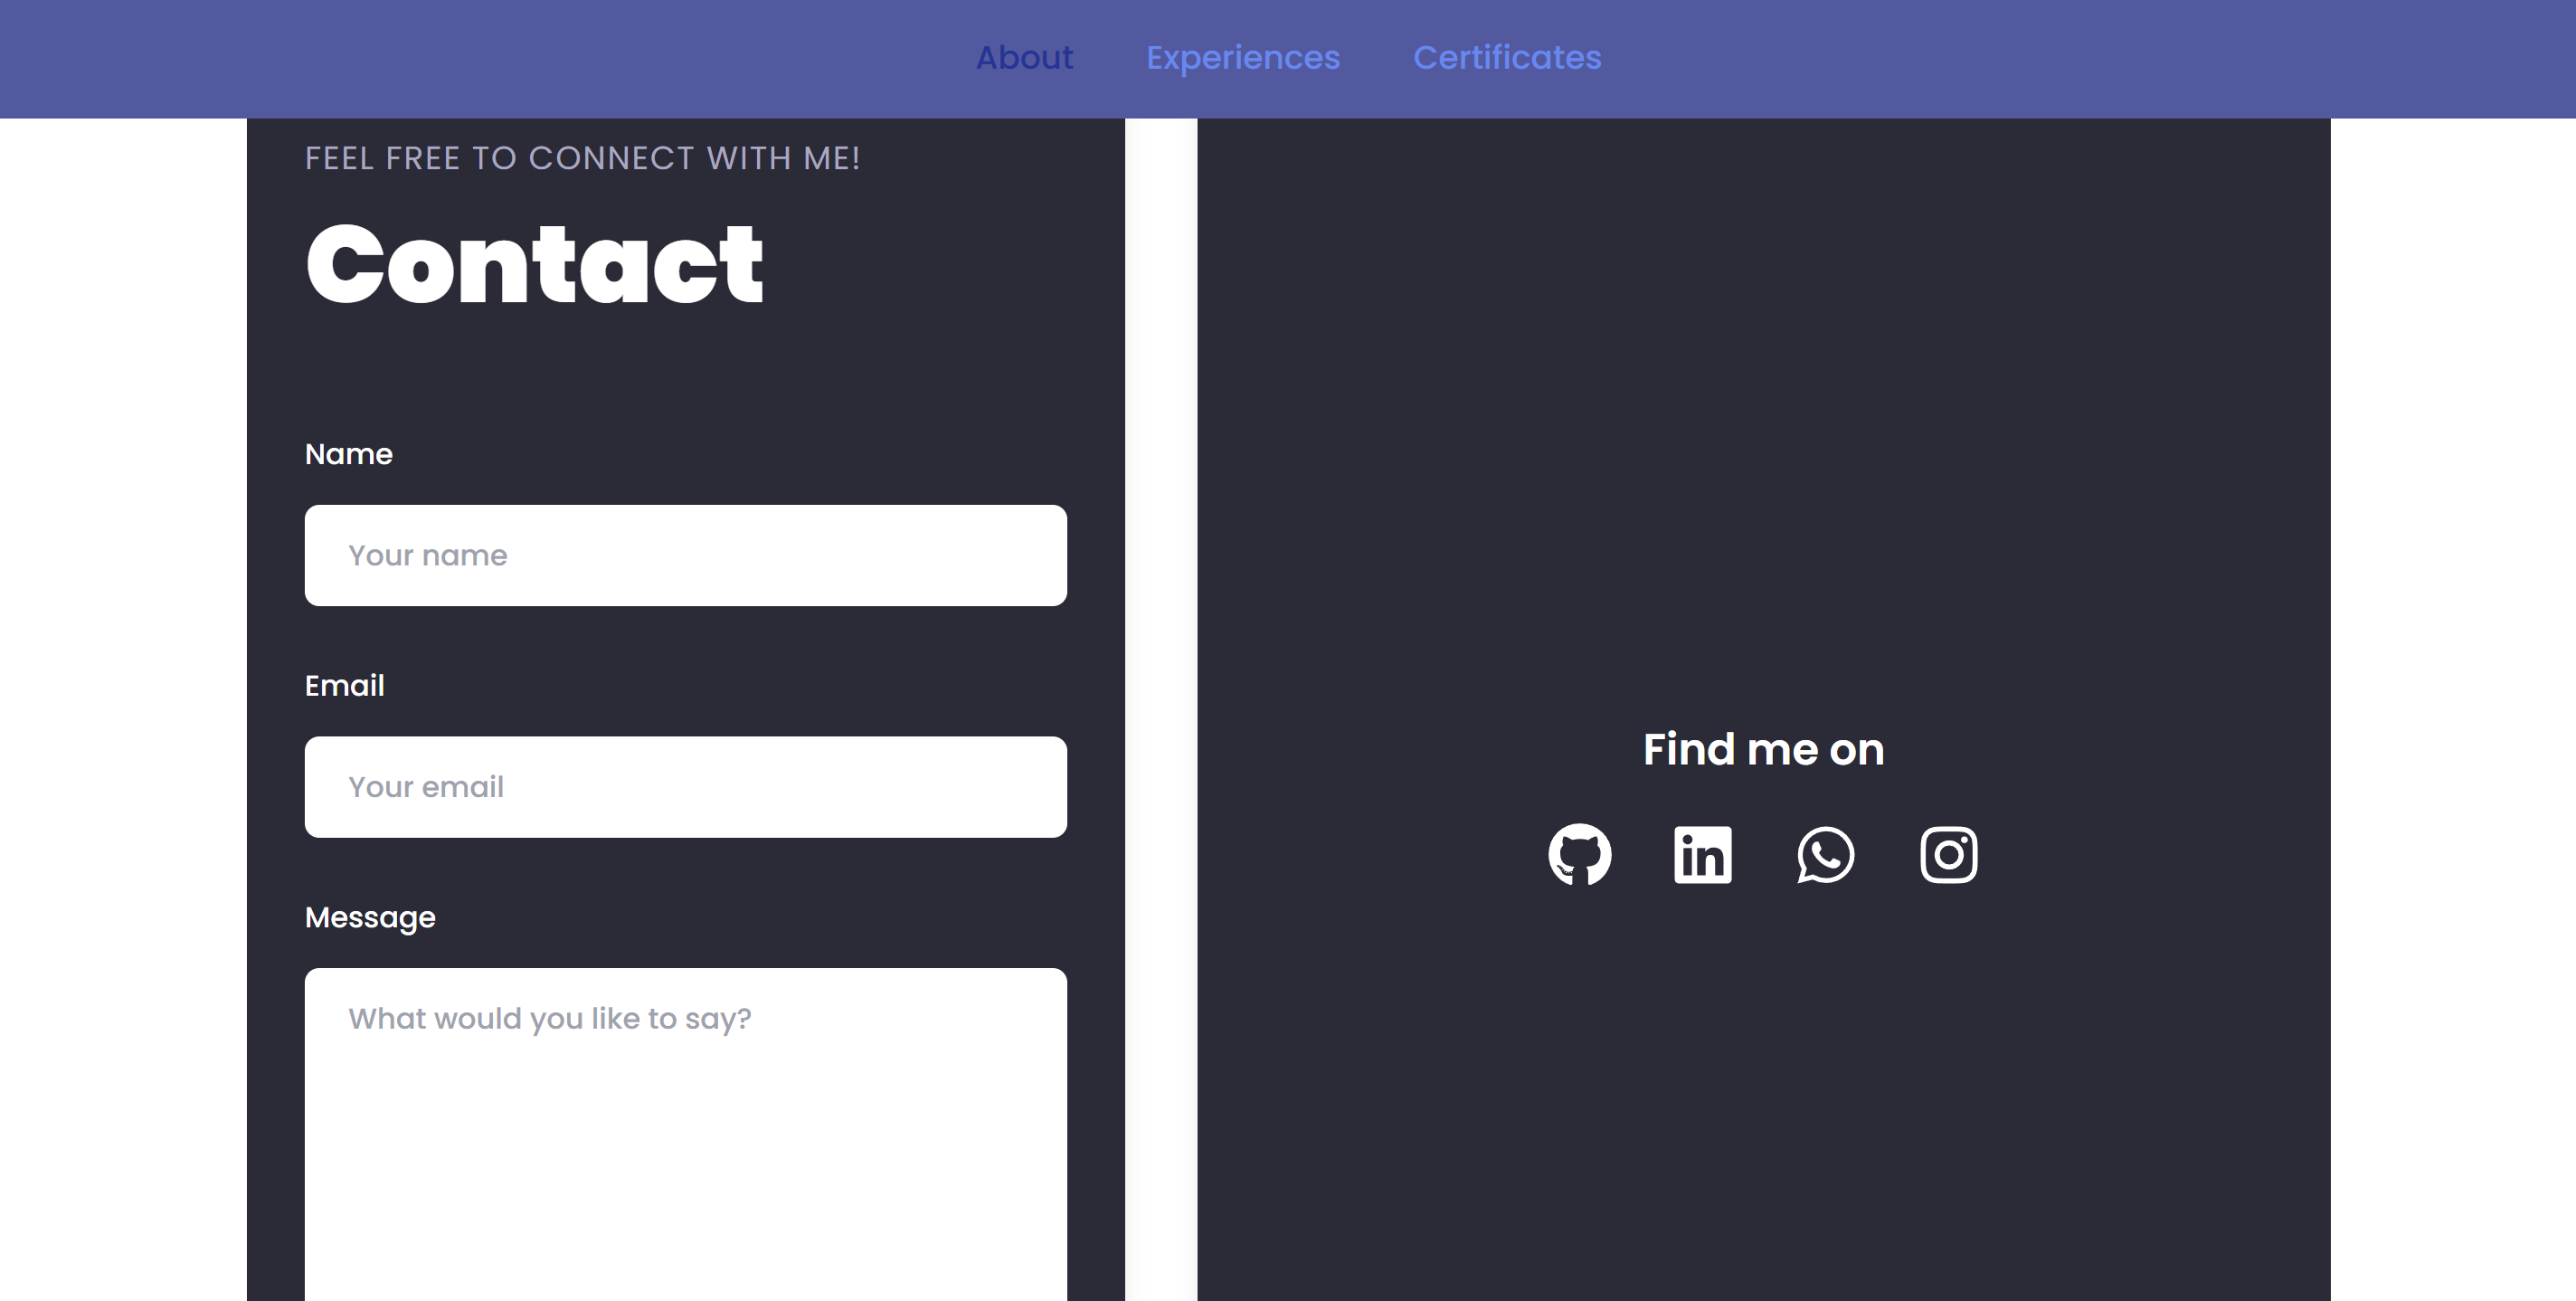 About Experiences Certificates
FEEL FREE TO CONNECT WITH ME!
Contact
Name
Your name
Email
Your email
Message
What would you like to say?
Find me on
in